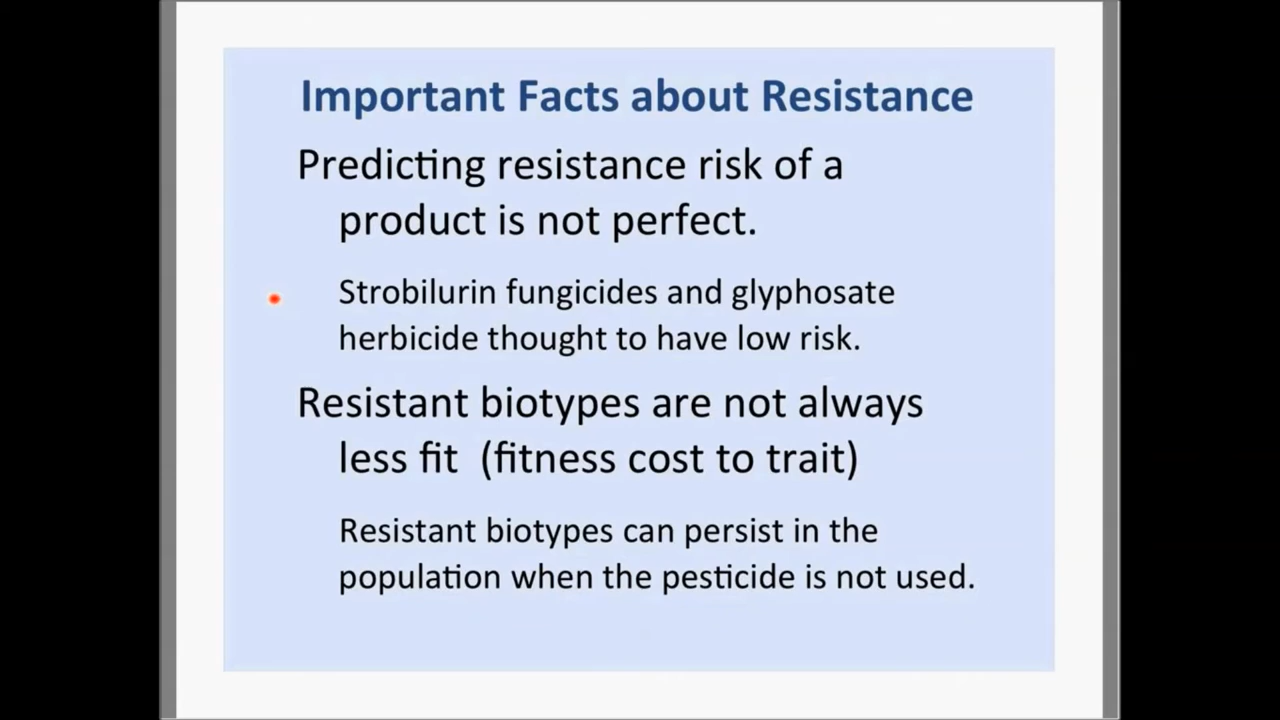 Important Facts about Resistance
Predicting resistance risk of a
product is not perfect.
Strobilurin fungicides and glyphosate
herbicide thought to have low risk.
Resistant biotypes are not always
less fit (fitness cost to trait)
Resistant biotypes can persist in the
population when the pesticide is not used.